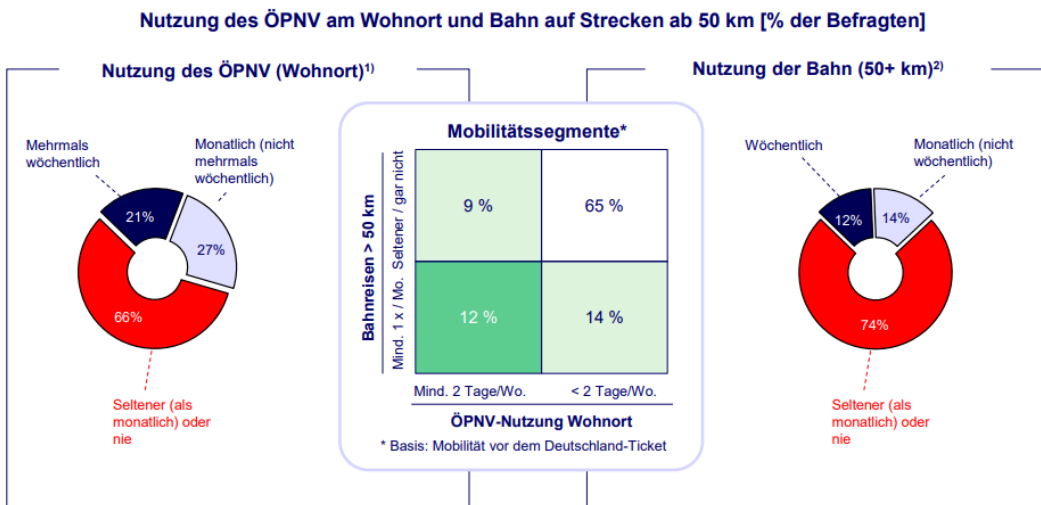 Nutzung des ÖPNV am Wohnort und Bahn auf Strecken ab 50 km [% der Befragten]
Nutzung des ÖPNV (Wohnort)1)
Mehrmals
wöchentlich
Monatlich (nicht
mehrmals
wöchentlich)
21%
27%
66%
Seltener (als
monatlich) oder
nie
Mobilitätssegmente*
Bahnreisen > 50 km
Seltener / gar nicht
Mind. 1 x / Mo.
9 %
65 %
12 %
14 %
Mind. 2 Tage/Wo.
< 2 Tage/Wo.
ÖPNV-Nutzung Wohnort
* Basis: Mobilität vor dem Deutschland-Ticket
Nutzung der Bahn (50+ km)2)
Wöchentlich
Monatlich (nicht
wöchentlich)
12%
14%
74%
Seltener (als
monatlich) oder
nie